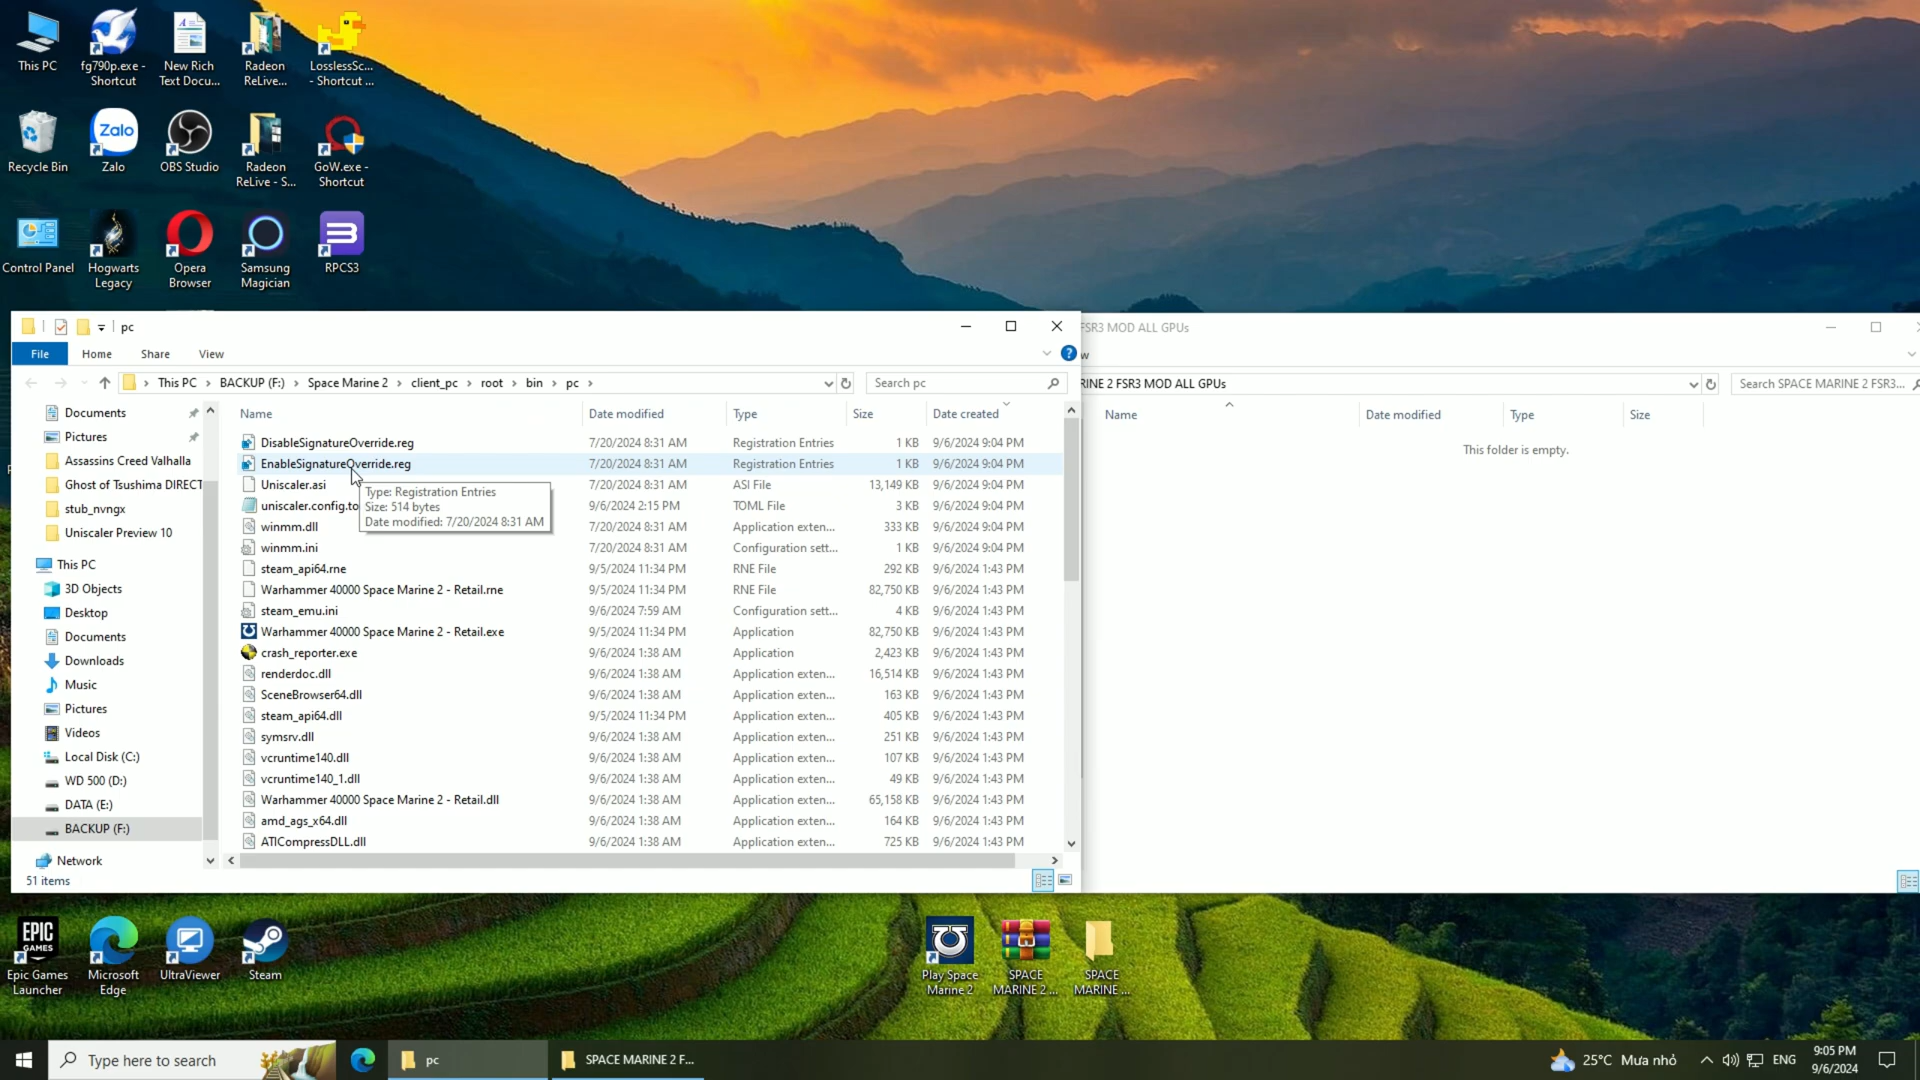 This PC
fg790p.exe -
Shortcut
New Rich
Text Docu...
Radeon
ReLive...
LosslessSc...
- Shortcut ...
Recycle Bin
Zalo
Zalo
OBS Studio
Radeon
ReLive - S...
GoW.exe -
Shortcut
Control Panel
Hogwarts
Legacy
Opera
Browser
Samsung
Magician
RPCS3
pc
File
Home
Share
View
This PC
BACKUP (F:)
Space Marine 2
client_pc
root
bin
pc
Search pc
Documents
Pictures
Assassins Creed Valhalla
Ghost of Tsushima DIRECT
stub_nvngx
Uniscaler Preview 10
This PC
3D Objects
Desktop
Documents
Downloads
Music
Pictures
Videos
Local Disk (C:)
WD 500 (D:)
DATA (E:)
BACKUP (F:)
Network
51 items
Name Date modified Type Size Date created
DisableSignatureOverride.reg 7/20/2024 8:31 AM Registration Entries 1 KB 9/6/2024 9:04 PM
EnableSignatureOverride.reg 7/20/2024 8:31 AM Registration Entries 1 KB 9/6/2024 9:04 PM
Uniscaler.asi 7/20/2024 8:31 AM ASI File 13,149 KB 9/6/2024 9:04 PM
uniscaler.config.to 9/6/2024 2:15 PM TOML File 3 KB 9/6/2024 9:04 PM
winmm.dll 7/20/2024 8:31 AM Application exten... 333 KB 9/6/2024 9:04 PM
winmm.ini 7/20/2024 8:31 AM Configuration sett... 1 KB 9/6/2024 9:04 PM
steam_api64.rne 9/5/2024 11:34 PM RNE File 292 KB 9/6/2024 1:43 PM
Warhammer 40000 Space Marine 2 - Retail.rne 9/5/2024 11:34 PM RNE File 82,750 KB 9/6/2024 1:43 PM
steam_emu.ini 9/6/2024 7:59 AM Configuration sett... 4 KB 9/6/2024 1:43 PM
Warhammer 40000 Space Marine 2 - Retail.exe 9/5/2024 11:34 PM Application 82,750 KB 9/6/2024 1:43 PM
crash_reporter.exe 9/6/2024 1:38 AM Application 2,423 KB 9/6/2024 1:43 PM
renderdoc.dll 9/6/2024 1:38 AM Application exten... 16,514 KB 9/6/2024 1:43 PM
SceneBrowser64.dll 9/6/2024 1:38 AM Application exten... 163 KB 9/6/2024 1:43 PM
steam_api64.dll 9/5/2024 11:34 PM Application exten... 405 KB 9/6/2024 1:43 PM
symsrv.dll 9/6/2024 1:38 AM Application exten... 251 KB 9/6/2024 1:43 PM
vcruntime140.dll 9/6/2024 1:38 AM Application exten... 107 KB 9/6/2024 1:43 PM
vcruntime140_1.dll 9/6/2024 1:38 AM Application exten... 49 KB 9/6/2024 1:43 PM
Warhammer 40000 Space Marine 2 - Retail.dll 9/6/2024 1:38 AM Application exten... 65,158 KB 9/6/2024 1:43 PM
amd_ags_x64.dll 9/6/2024 1:38 AM Application exten... 164 KB 9/6/2024 1:43 PM
ATICompressDLL.dll 9/6/2024 1:38 AM Application exten... 725 KB 9/6/2024 1:43 PM
Type: Registration Entries
Size: 514 bytes
Date modified: 7/20/2024 8:31 AM
FSR3 MOD ALL GPUs
w
RINE 2 FSR3 MOD ALL GPUs
Search SPACE MARINE 2 FSR3...
Name Date modified Type Size
This folder is empty.
EPIC
GAMES
Epic Games
Launcher
Microsoft
Edge
UltraViewer
Steam
Play Space
Marine 2
SPACE
MARINE 2 ...
SPACE
MARINE ...
Type here to search
pc
SPACE MARINE 2 F...
25°C Mưa nhỏ
ENG
9:05 PM
9/6/2024